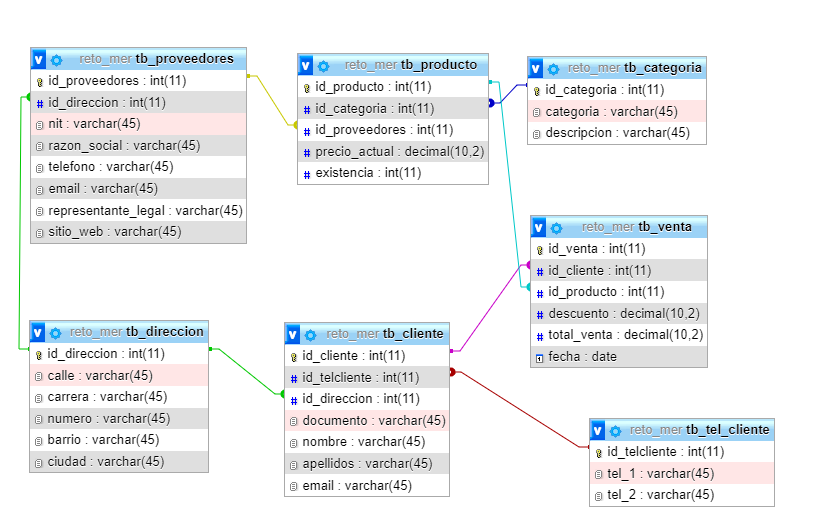 reto_mer tb_proveedores
id_proveedores : int(11)
id_direccion : int(11)
nit : varchar(45)
razon_social : varchar(45)
telefono : varchar(45)
email : varchar(45)
representante_legal : varchar(45)
sitio_web : varchar(45)
reto_mer tb_producto
id_producto : int(11)
id_categoria : int(11)
id_proveedores : int(11)
precio_actual : decimal(10,2)
existencia : int(11)
reto_mer tb_categoria
id_categoria : int(11)
categoria : varchar(45)
descripcion : varchar(45)
reto_mer tb_venta
id_venta : int(11)
id_cliente : int(11)
id_producto : int(11)
descuento : decimal(10,2)
total_venta : decimal(10,2)
fecha : date
reto_mer tb_direccion
id_direccion : int(11)
calle : varchar(45)
carrera : varchar(45)
numero : varchar(45)
barrio : varchar(45)
ciudad : varchar(45)
reto_mer tb_cliente
id_cliente : int(11)
id_telcliente : int(11)
id_direccion : int(11)
documento : varchar(45)
nombre : varchar(45)
apellidos : varchar(45)
email : varchar(45)
reto_mer tb_tel_cliente
id_telcliente : int(11)
tel_1 : varchar(45)
tel_2 : varchar(45)